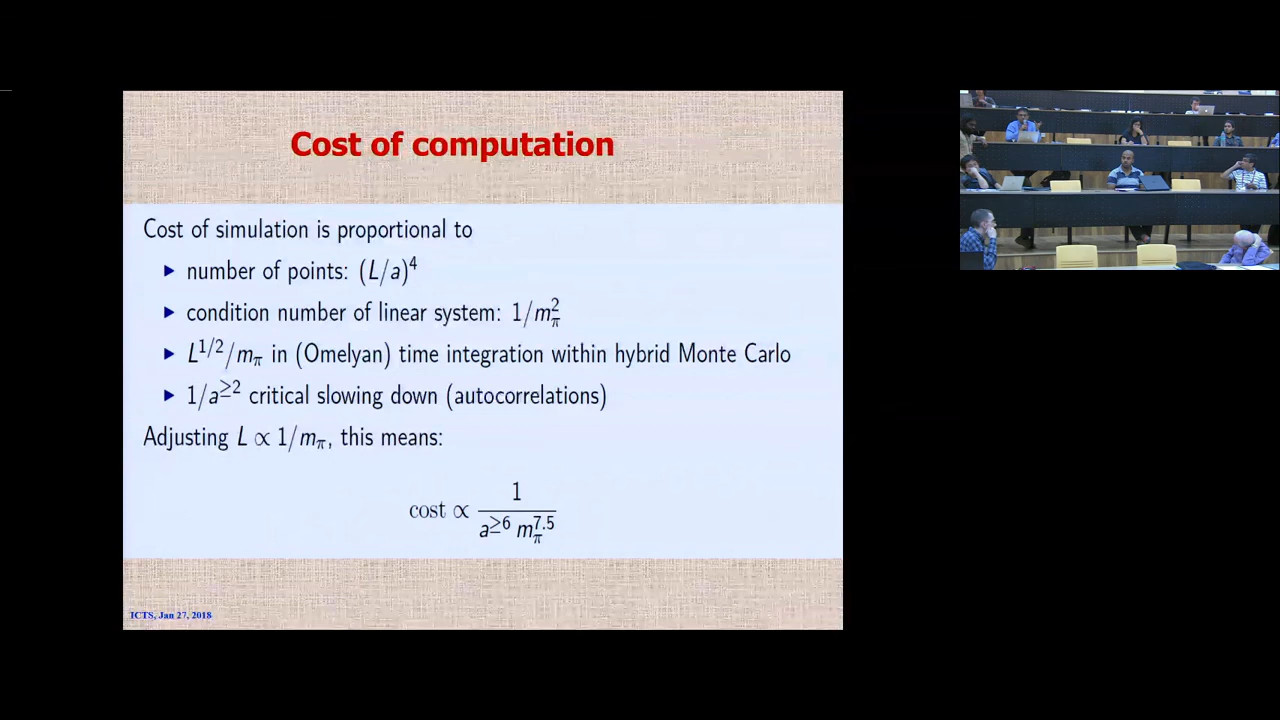 Cost of computation
Cost of simulation is proportional to
▶ number of points: (L/a)⁴
▶ condition number of linear system: 1/m_π²
▶ L^{1/2}/m_π in (Omelyan) time integration within hybrid Monte Carlo
▶ 1/a^{≥2} critical slowing down (autocorrelations)
Adjusting L ∝ 1/m_π, this means:
cost ∝ 1 / (a^{≥6} m_π^{7.5})
ICTS, Jan 27, 2018